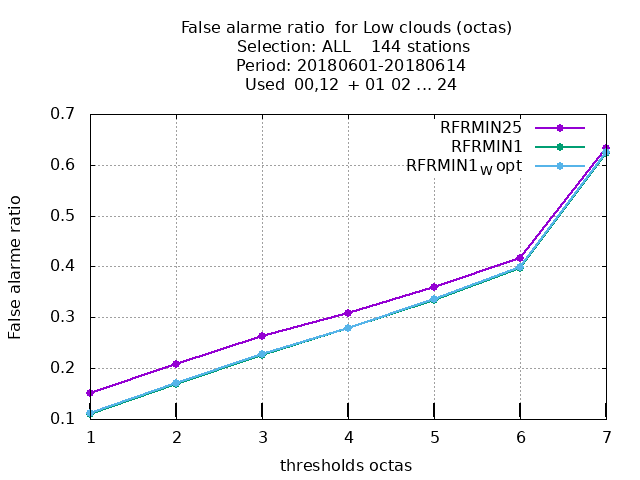 False alarme ratio  for Low clouds (octas)
Selection: ALL    144 stations
Period: 20180601-20180614
Used  00,12  + 01 02 ... 24
RFRMIN25
RFRMIN1
RFRMIN1W opt
0.7
0.6
0.5
0.4
0.3
0.2
0.1
False alarme ratio
1 2 3 4 5 6 7
thresholds octas